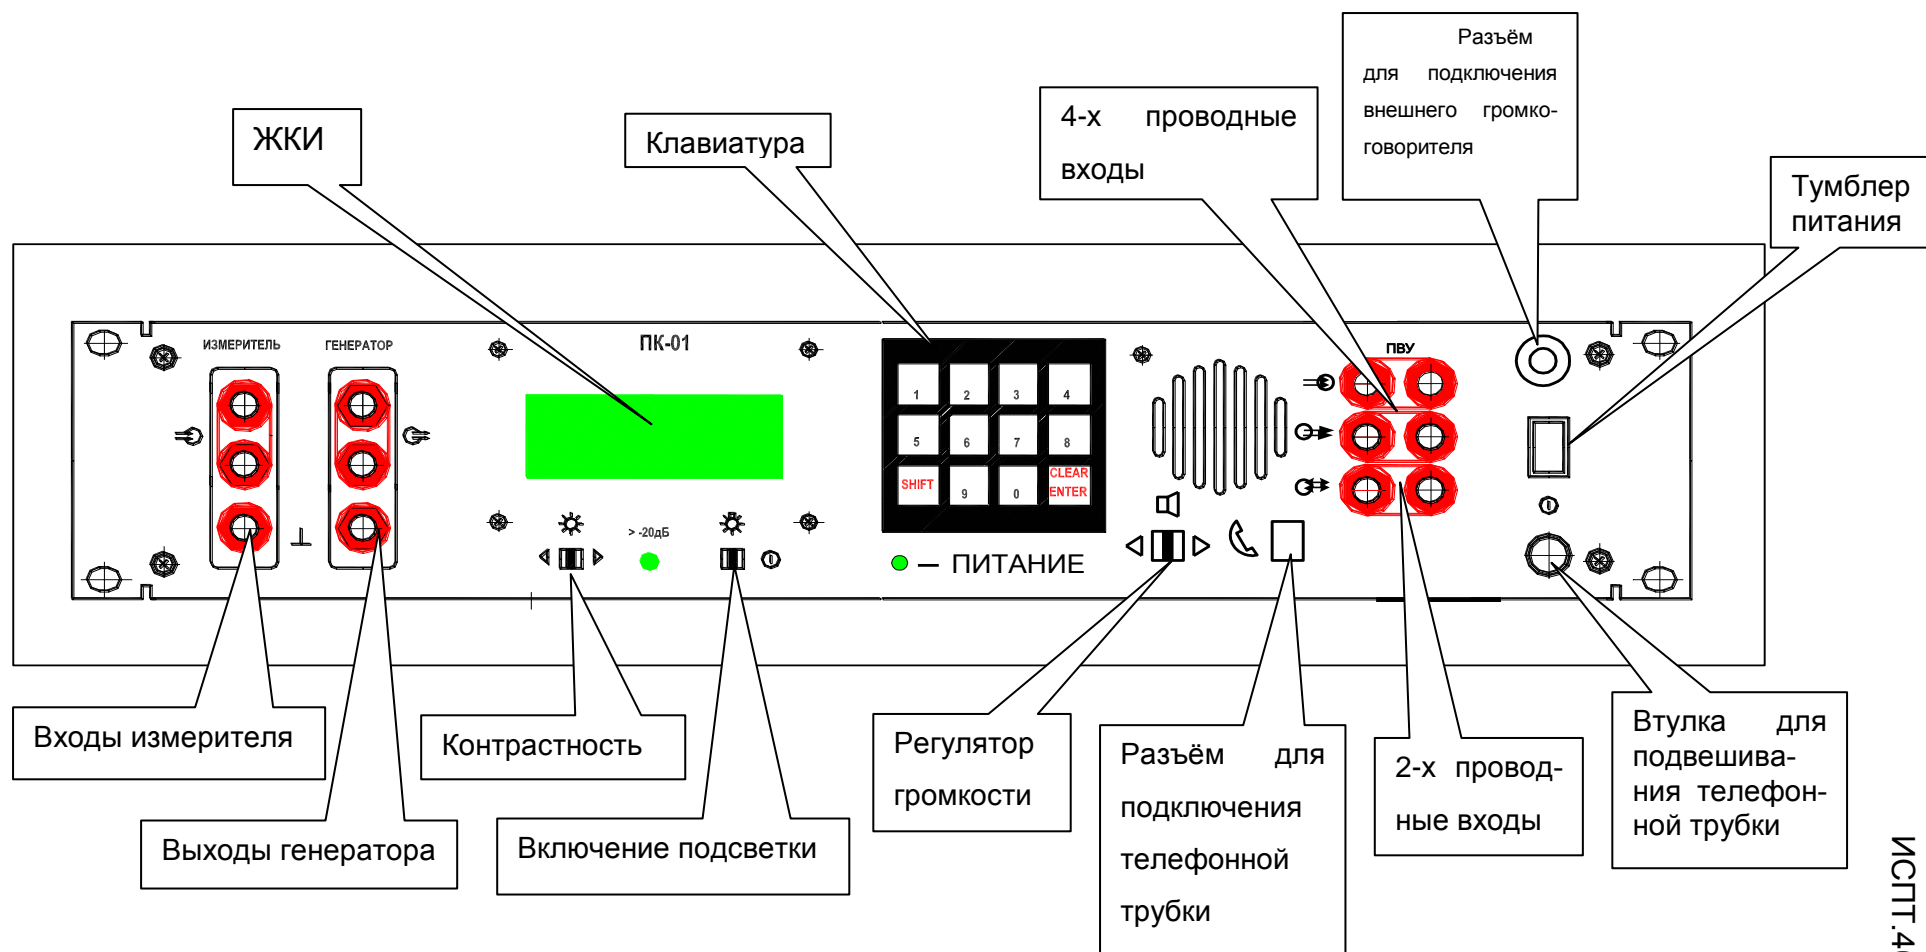 Разъём
для подключения
внешнего громко-
говорителя
4-х проводные
входы
ЖКИ
Клавиатура
Тумблер
питания
ИЗМЕРИТЕЛЬ
ГЕНЕРАТОР
ПК-01
ПВУ
1 2 3 4
5 6 7 8
SHIFT 9 0 CLEAR
ENTER
> -20дБ
– ПИТАНИЕ
Входы измерителя
Контрастность
Регулятор
громкости
Разъём для
подключения
телефонной
трубки
2-х провод-
ные входы
Втулка для
подвешива-
ния телефон-
ной трубки
Выходы генератора
Включение подсветки